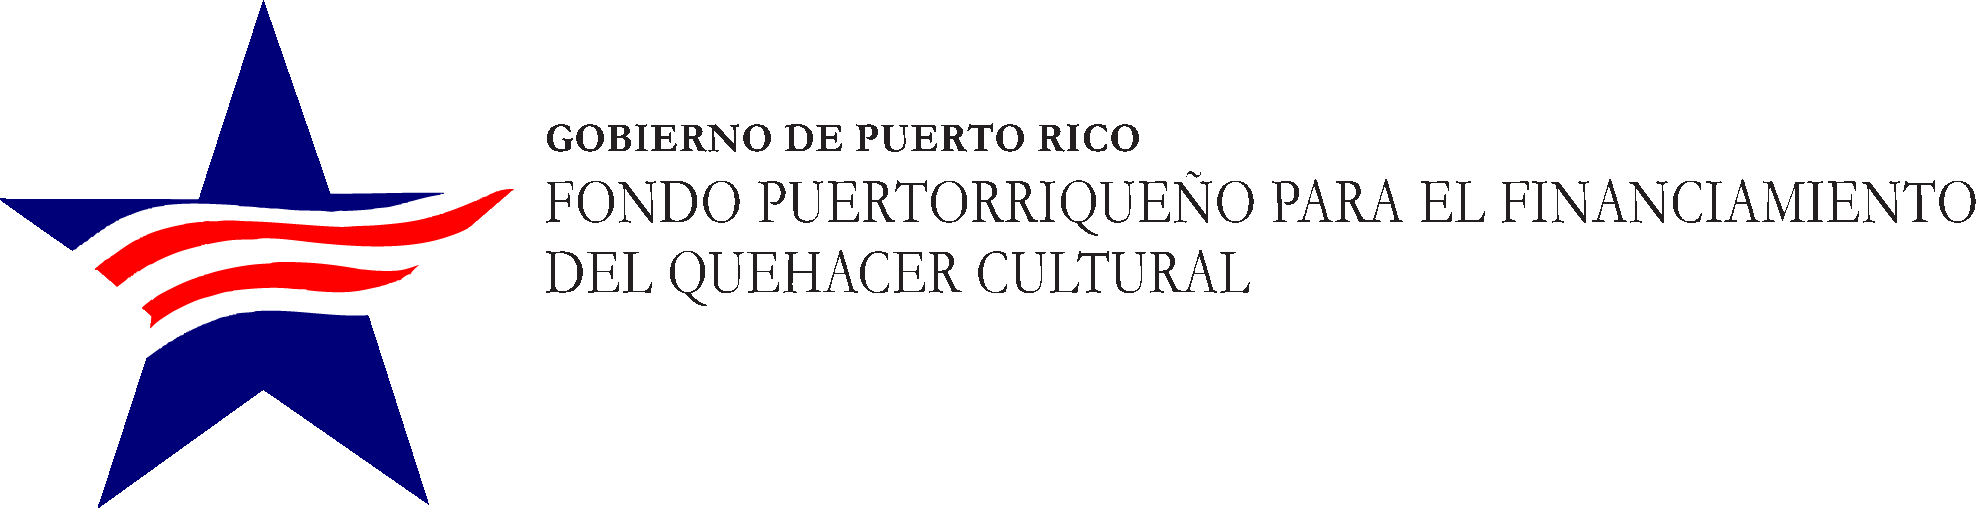 GOBIERNO DE PUERTO RICO
FONDO PUERTORRIQUEÑO PARA EL FINANCIAMIENTO
DEL QUEHACER CULTURAL